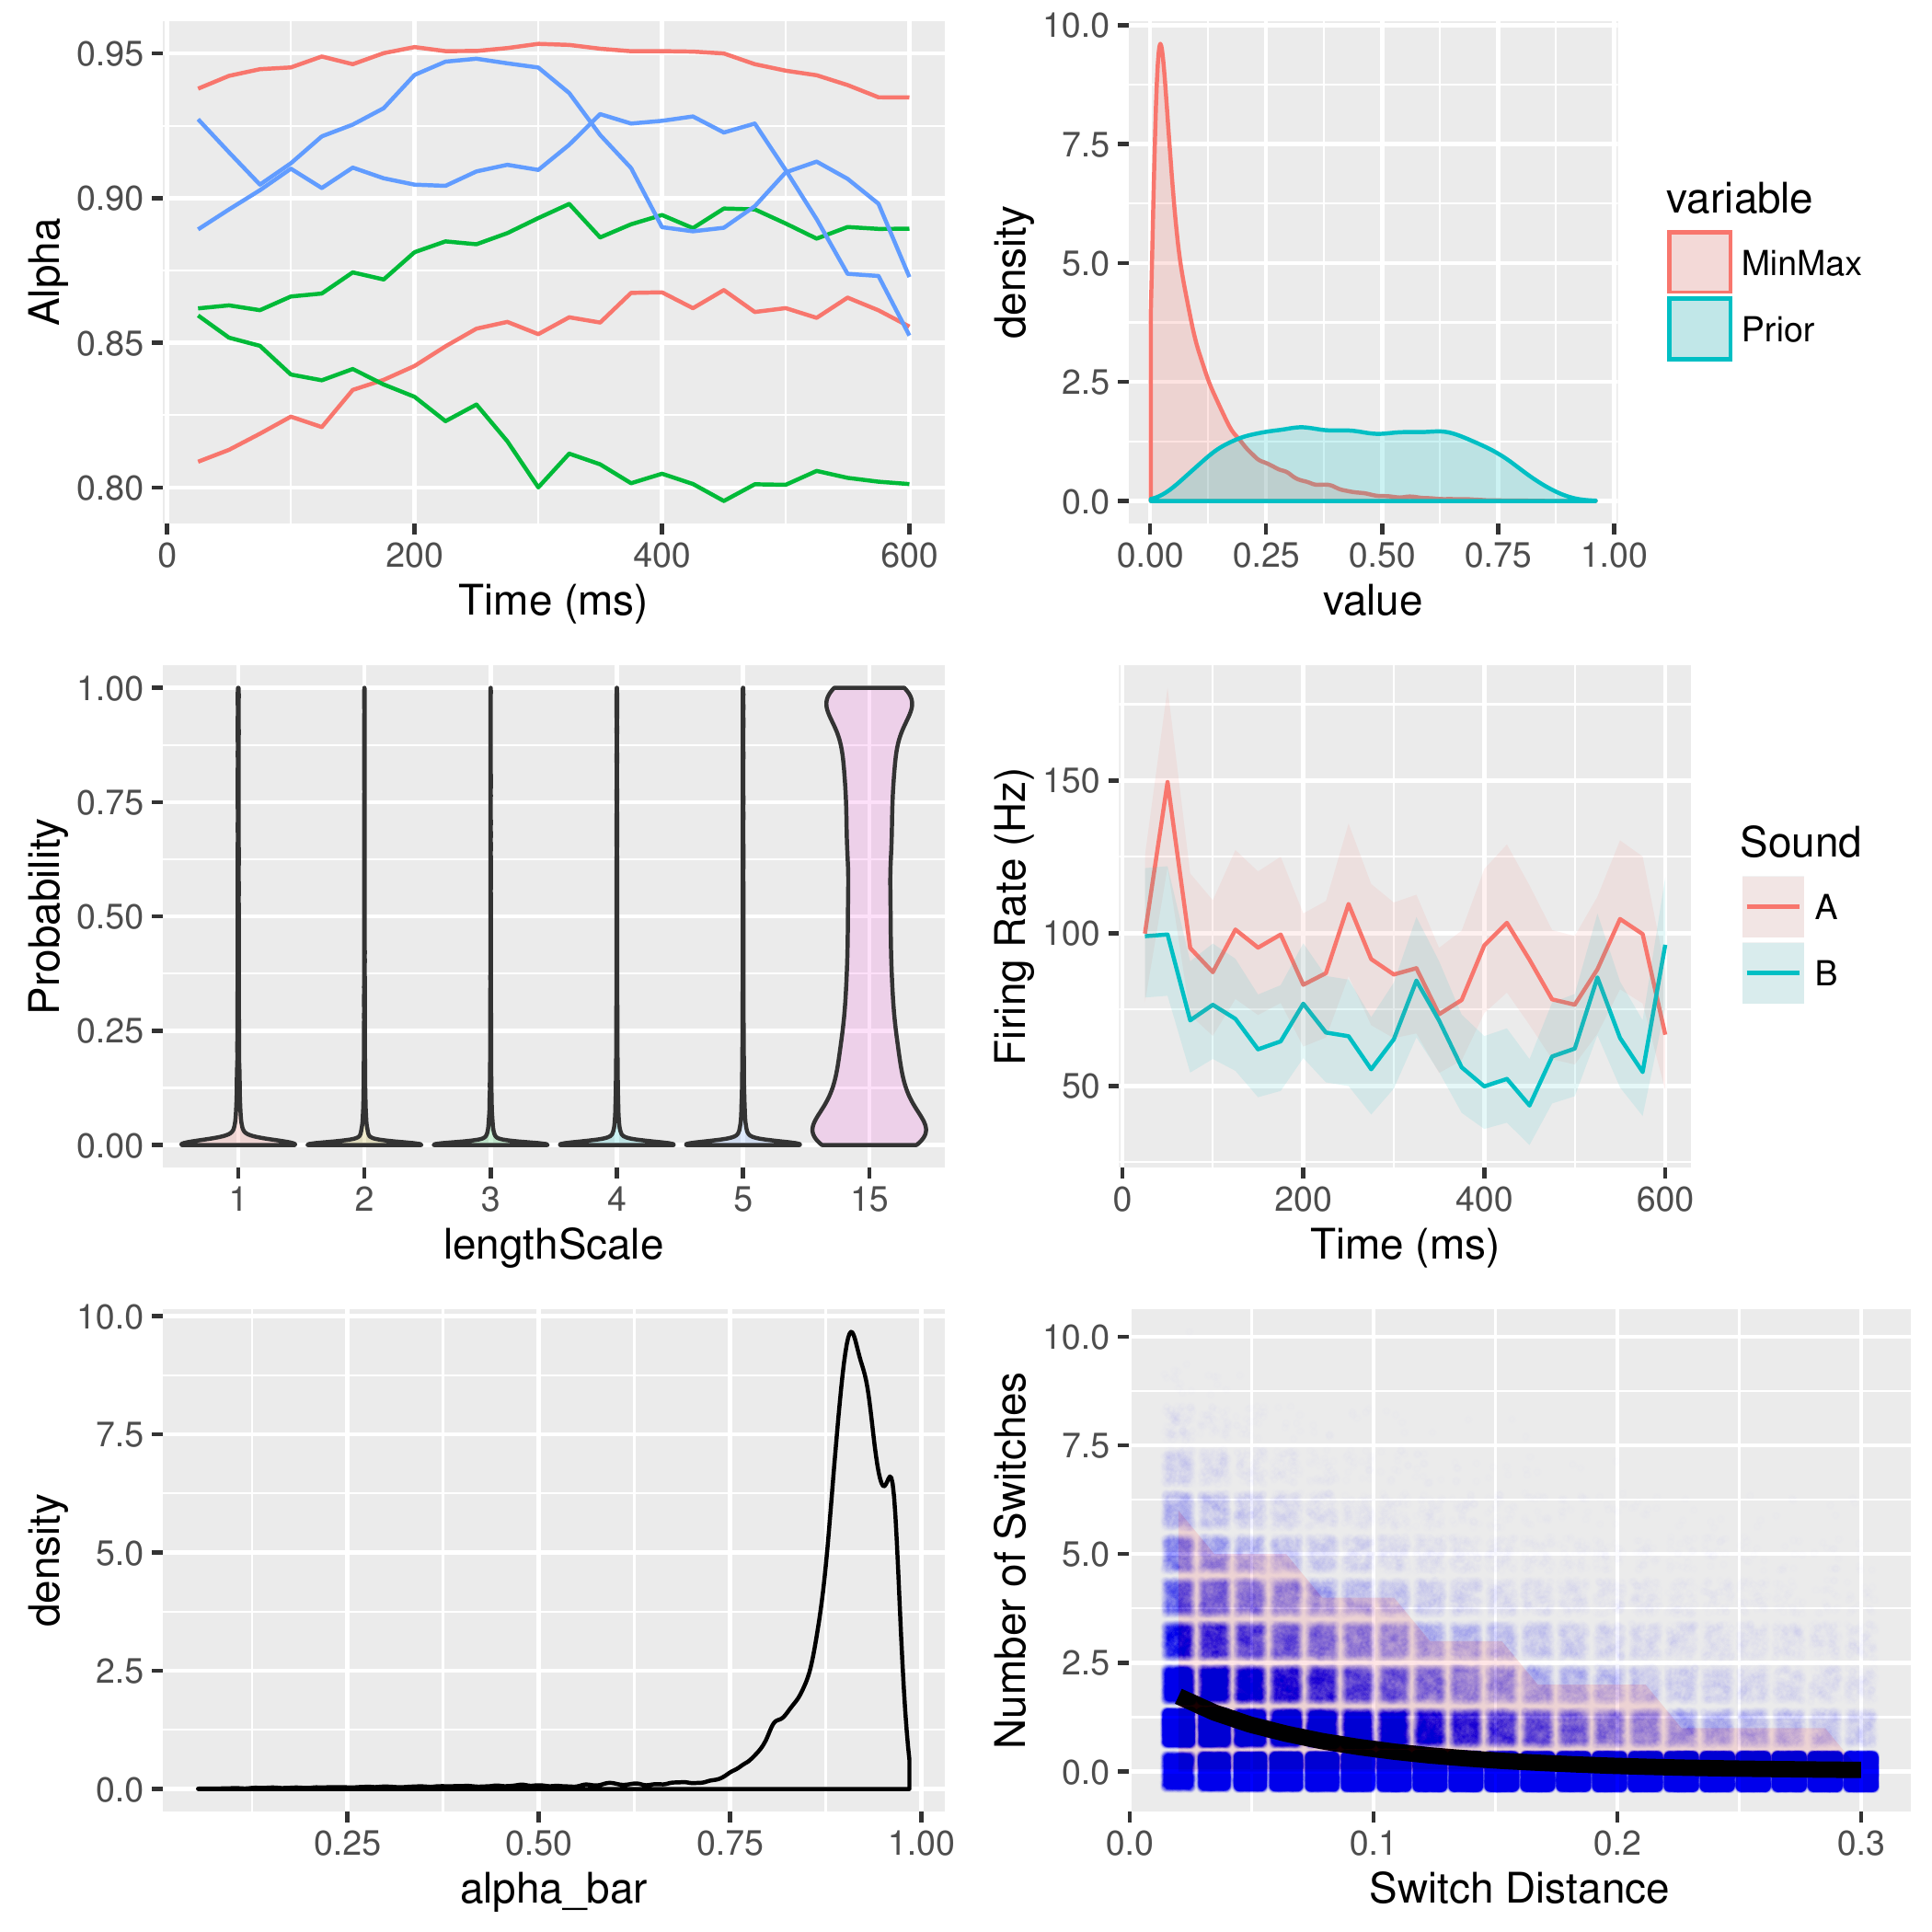 0.95
0.90
0.85
0.80
Alpha
0 200 400 600
Time (ms)
10.0
7.5
5.0
2.5
0.0
density
0.00 0.25 0.50 0.75 1.00
value
variable
MinMax
Prior
1.00
0.75
0.50
0.25
0.00
Probability
1 2 3 4 5 15
lengthScale
150
100
50
Firing Rate (Hz)
0 200 400 600
Time (ms)
Sound
A
B
10.0
7.5
5.0
2.5
0.0
density
0.25 0.50 0.75 1.00
alpha_bar
10.0
7.5
5.0
2.5
0.0
Number of Switches
0.0 0.1 0.2 0.3
Switch Distance